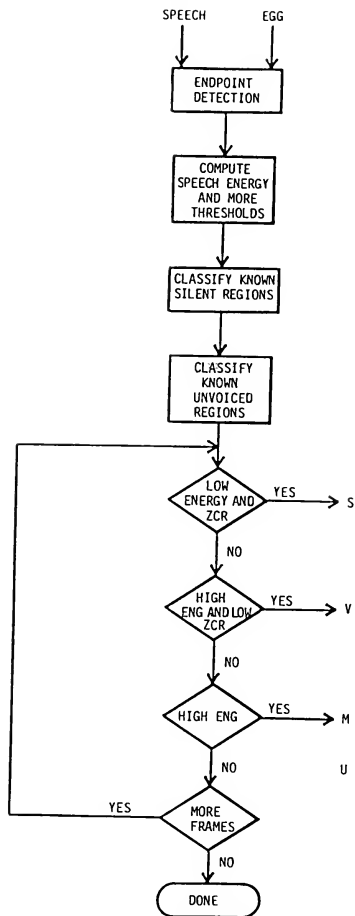 SPEECH EGG
ENDPOINT
DETECTION
COMPUTE
SPEECH ENERGY
AND MORE
THRESHOLDS
CLASSIFY KNOWN
SILENT REGIONS
CLASSIFY
KNOWN
UNVOICED
REGIONS
LOW
ENERGY AND
ZCR
YES
S
NO
HIGH
ENG AND LOW
ZCR
YES
V
NO
HIGH ENG
YES
M
NO
U
MORE
FRAMES
YES
NO
DONE